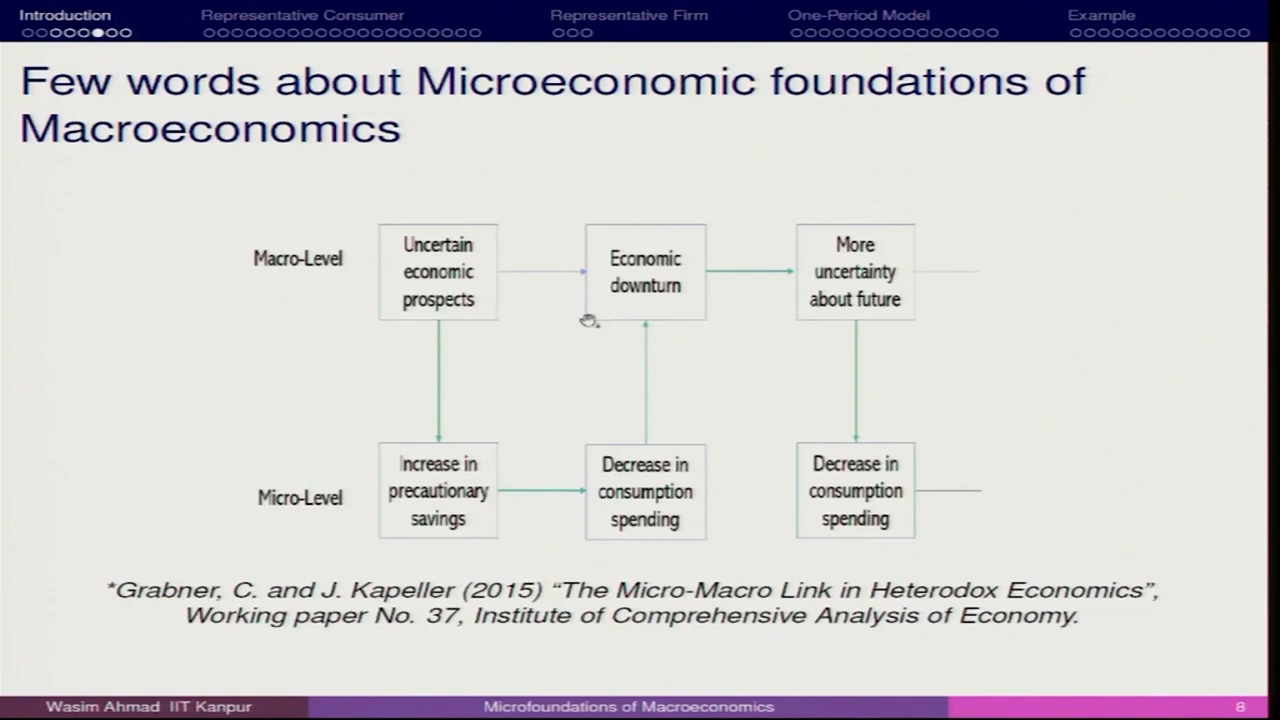 Introduction
Representative Consumer
Representative Firm
One-Period Model
Example
Few words about Microeconomic foundations of
Macroeconomics
Macro-Level
Uncertain
economic
prospects
Economic
downturn
More
uncertainty
about future
Micro-Level
Increase in
precautionary
savings
Decrease in
consumption
spending
Decrease in
consumption
spending
*Grabner, C. and J. Kapeller (2015) “The Micro-Macro Link in Heterodox Economics”,
Working paper No. 37, Institute of Comprehensive Analysis of Economy.
Wasim Ahmad IIT Kanpur
Microfoundations of Macroeconomics
8